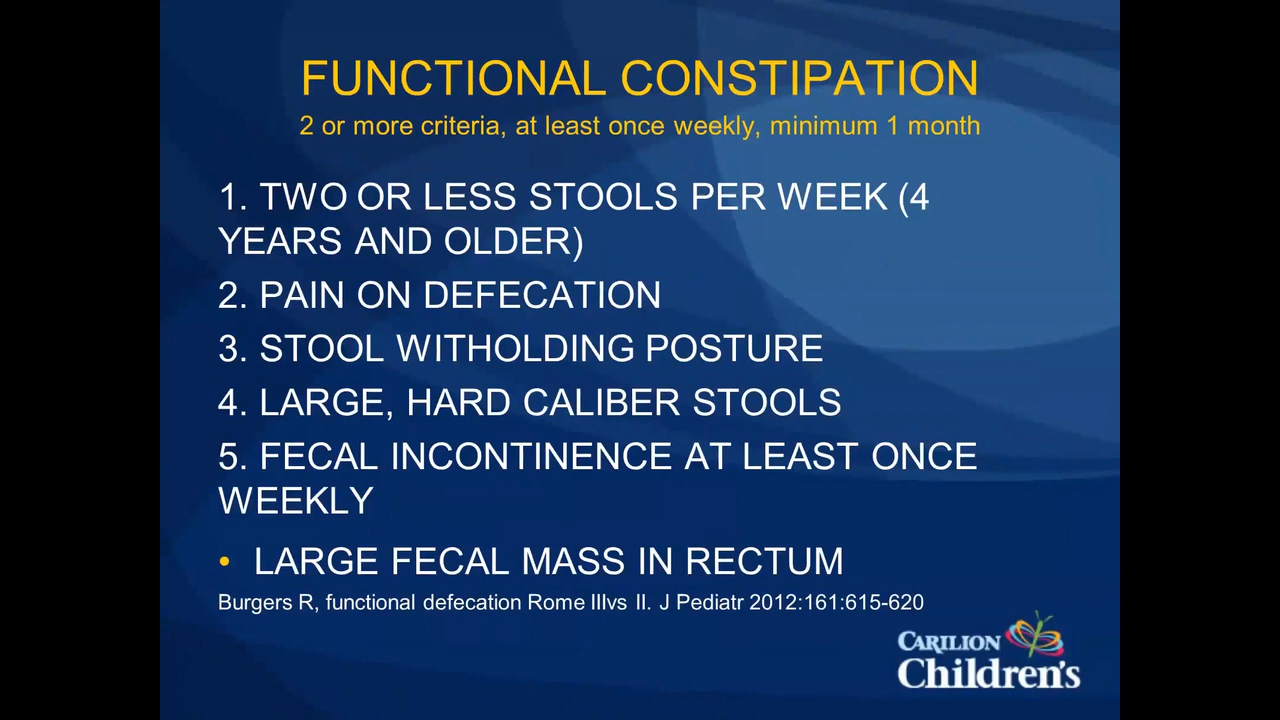 FUNCTIONAL CONSTIPATION
2 or more criteria, at least once weekly, minimum 1 month
1. TWO OR LESS STOOLS PER WEEK (4
YEARS AND OLDER)
2. PAIN ON DEFECATION
3. STOOL WITHOLDING POSTURE
4. LARGE, HARD CALIBER STOOLS
5. FECAL INCONTINENCE AT LEAST ONCE
WEEKLY
• LARGE FECAL MASS IN RECTUM
Burgers R, functional defecation Rome IIIvs II. J Pediatr 2012:161:615-620
CARILION
Children's